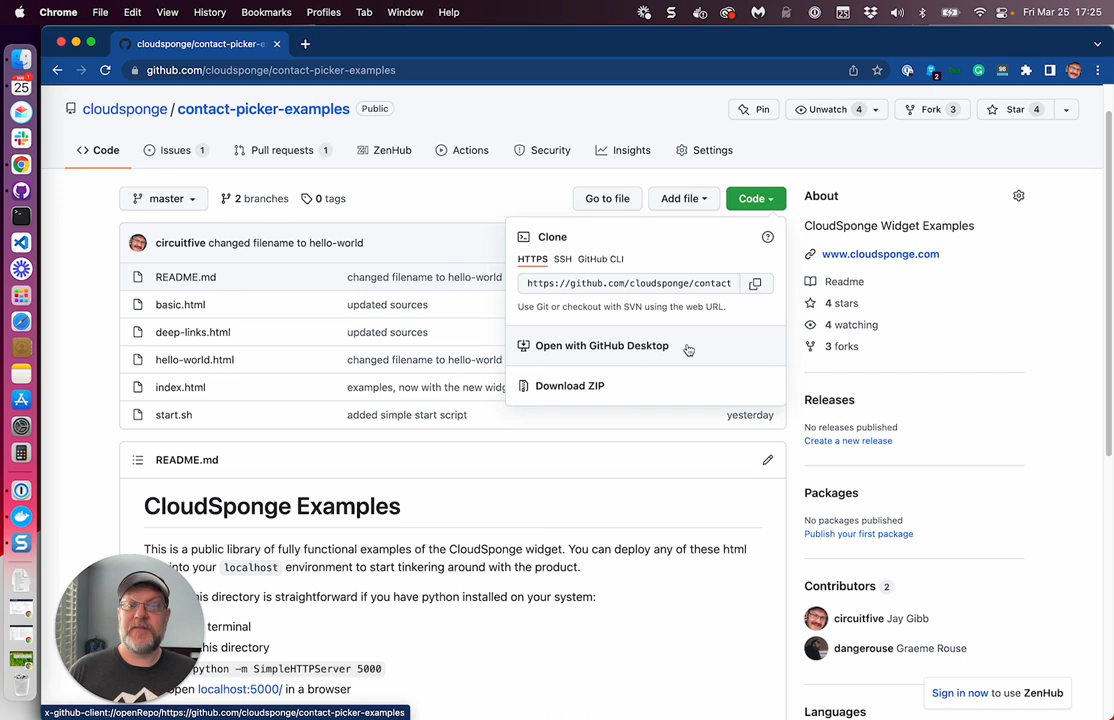 Chrome File Edit View History Bookmarks Profiles Tab Window Help 25 Fri Mar 25 17:25
cloudsponge/contact-picker-e
github.com/cloudsponge/contact-picker-examples
2
96
25
cloudsponge / contact-picker-examples Public
Pin Unwatch 4 Fork 3 Star 4
Code Issues 1 Pull requests 1 ZenHub Actions Security Insights Settings
master 2 branches 0 tags Go to file Add file Code
circuitfive changed filename to hello-world
README.md changed filename to hello-world
basic.html updated sources
deep-links.html updated sources
hello-world.html changed filename to hello-world
index.html examples, now with the new widg
start.sh added simple start script yesterday
Clone
HTTPS SSH GitHub CLI
https://github.com/cloudsponge/contact
Use Git or checkout with SVN using the web URL.
Open with GitHub Desktop
Download ZIP
README.md
CloudSponge Examples
This is a public library of fully functional examples of the CloudSponge widget. You can deploy any of these html
into your localhost environment to start tinkering around with the product.
this directory is straightforward if you have python installed on your system:
terminal
this directory
python -m SimpleHTTPServer 5000
open localhost:5000/ in a browser
About
CloudSponge Widget Examples
www.cloudsponge.com
Readme
4 stars
4 watching
3 forks
Releases
No releases published
Create a new release
Packages
No packages published
Publish your first package
Contributors 2
circuitfive Jay Gibb
dangerouse Graeme Rouse
Sign in now to use ZenHub
Languages
x-github-client://openRepo/https://github.com/cloudsponge/contact-picker-examples